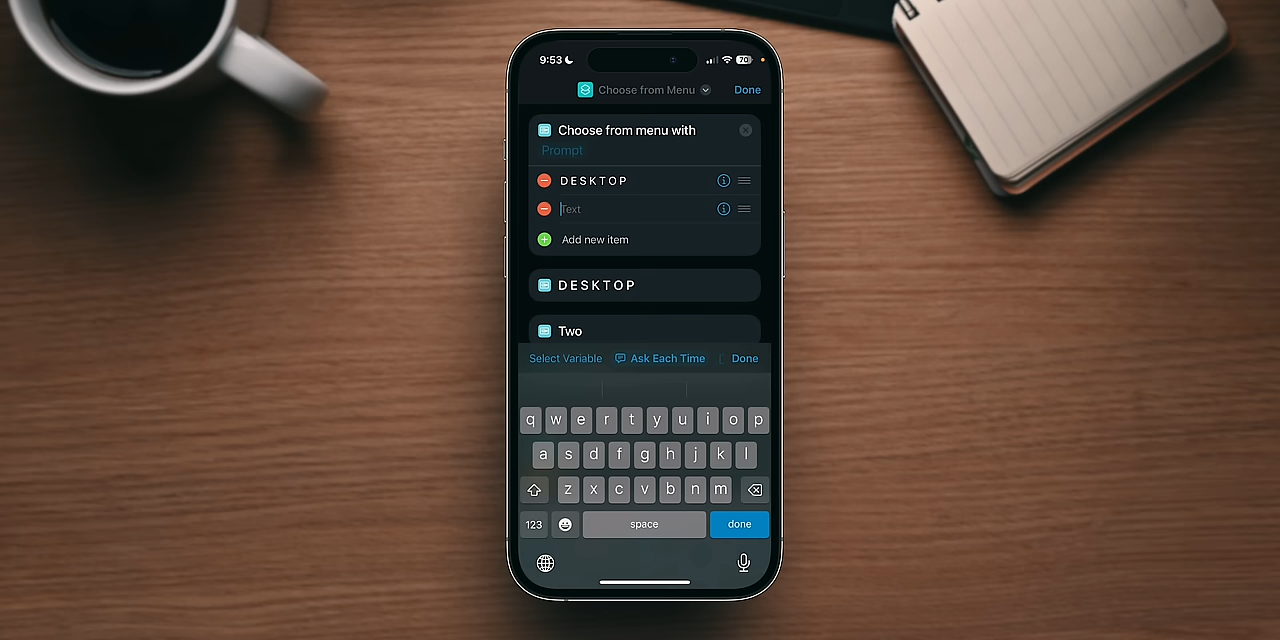 9:53
70
Choose from Menu
Done
Choose from menu with
Prompt
DESKTOP
Text
Add new item
DESKTOP
Two
Select Variable
Ask Each Time
Done
q w e r t y u i o p
a s d f g h j k l
z x c v b n m
123
space
done